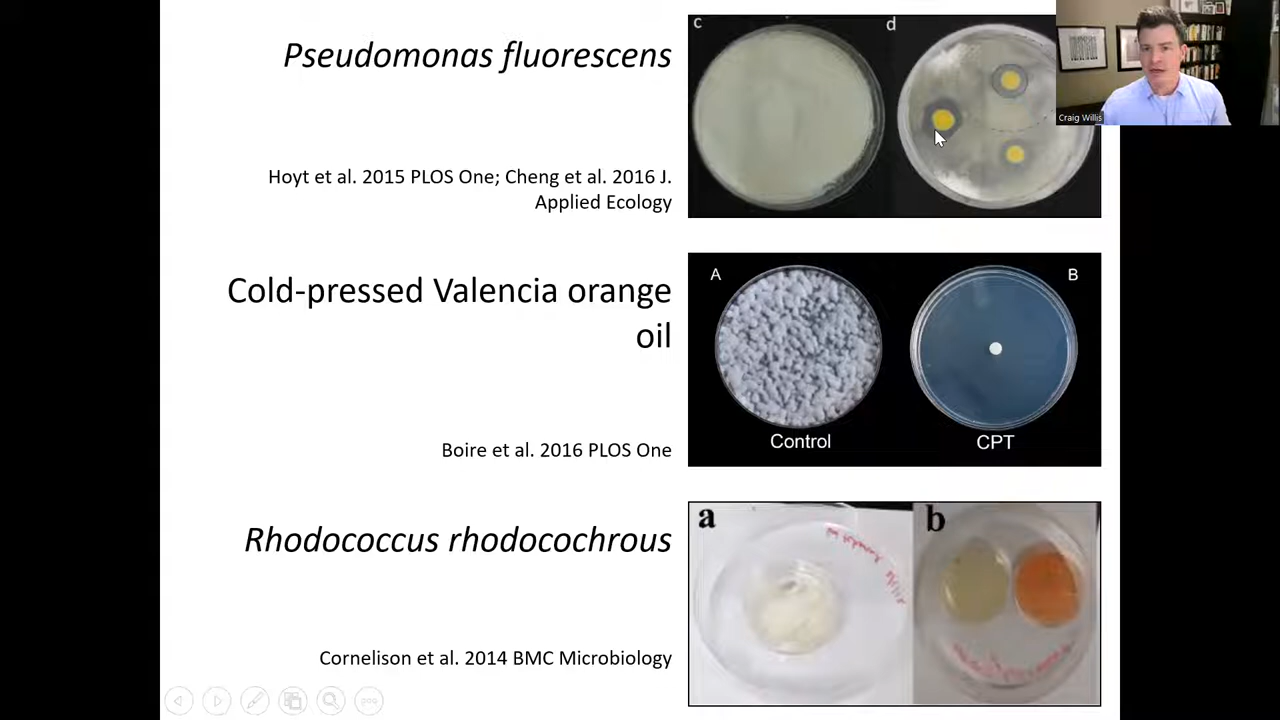 Pseudomonas fluorescens
Hoyt et al. 2015 PLOS One; Cheng et al. 2016 J.
Applied Ecology
c
d
Craig Willis
Cold-pressed Valencia orange
oil
Boire et al. 2016 PLOS One
A
B
Control
CPT
Rhodococcus rhodocochrous
Cornelison et al. 2014 BMC Microbiology
a
b